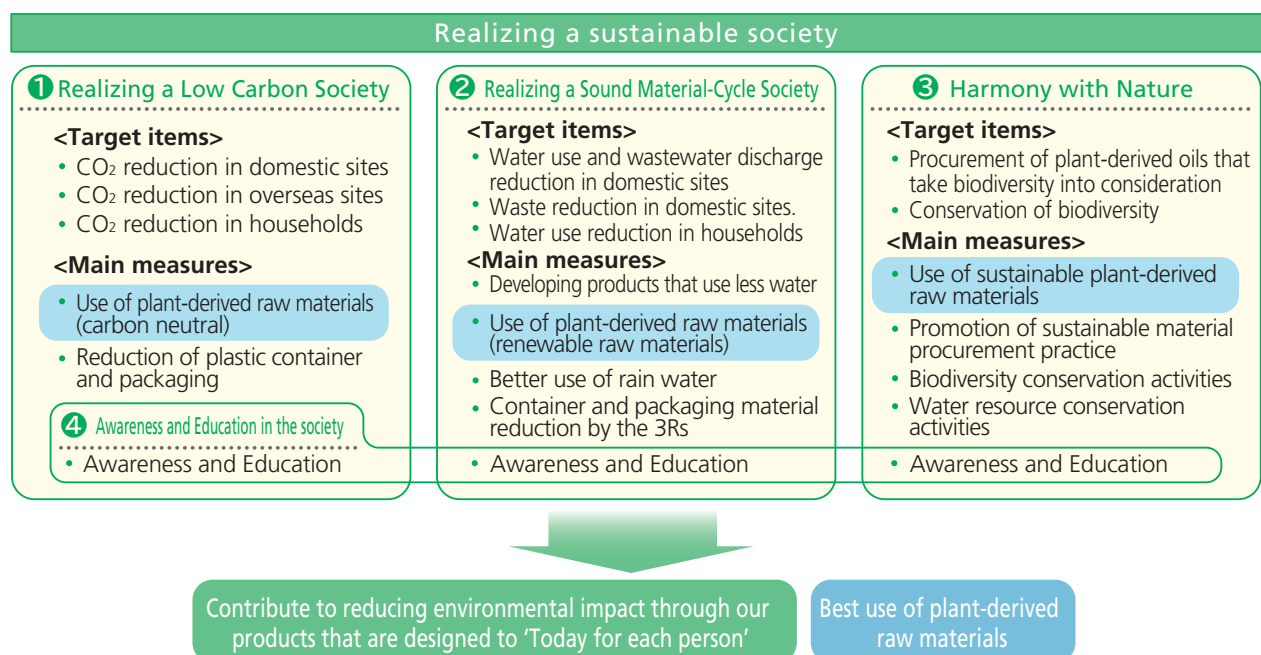 Realizing a sustainable society
❶ Realizing a Low Carbon Society
<Target items>
• CO₂ reduction in domestic sites
• CO₂ reduction in overseas sites
• CO₂ reduction in households
<Main measures>
• Use of plant-derived raw materials
(carbon neutral)
• Reduction of plastic container
and packaging
❹ Awareness and Education in the society
• Awareness and Education
❷ Realizing a Sound Material-Cycle Society
<Target items>
• Water use and wastewater discharge
reduction in domestic sites
• Waste reduction in domestic sites.
• Water use reduction in households
<Main measures>
• Developing products that use less water
• Use of plant-derived raw materials
(renewable raw materials)
• Better use of rain water
• Container and packaging material
reduction by the 3Rs
• Awareness and Education
❸ Harmony with Nature
<Target items>
• Procurement of plant-derived oils that
take biodiversity into consideration
• Conservation of biodiversity
<Main measures>
• Use of sustainable plant-derived
raw materials
• Promotion of sustainable material
procurement practice
• Biodiversity conservation activities
• Water resource conservation
activities
• Awareness and Education
Contribute to reducing environmental impact through our
products that are designed to ‘Today for each person’
Best use of plant-derived
raw materials